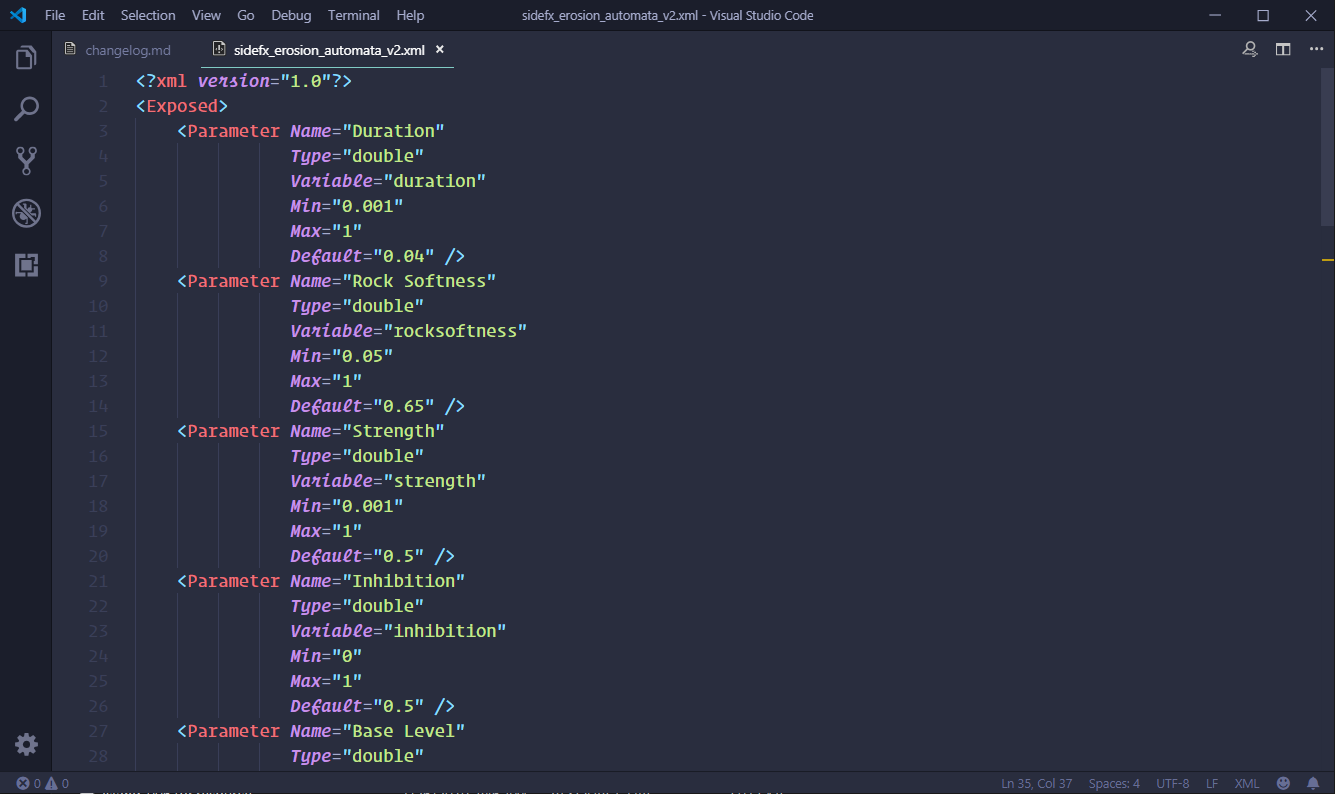 File Edit Selection View Go Debug Terminal Help sidefx_erosion_automata_v2.xml - Visual Studio Code
changelog.md sidefx_erosion_automata_v2.xml
1 <?xml version="1.0"?>
2 <Exposed>
3 <Parameter Name="Duration"
4 Type="double"
5 Variable="duration"
6 Min="0.001"
7 Max="1"
8 Default="0.04" />
9 <Parameter Name="Rock Softness"
10 Type="double"
11 Variable="rocksoftness"
12 Min="0.05"
13 Max="1"
14 Default="0.65" />
15 <Parameter Name="Strength"
16 Type="double"
17 Variable="strength"
18 Min="0.001"
19 Max="1"
20 Default="0.5" />
21 <Parameter Name="Inhibition"
22 Type="double"
23 Variable="inhibition"
24 Min="0"
25 Max="1"
26 Default="0.5" />
27 <Parameter Name="Base Level"
28 Type="double"
0 0 Ln 35, Col 37 Spaces: 4 UTF-8 LF XML